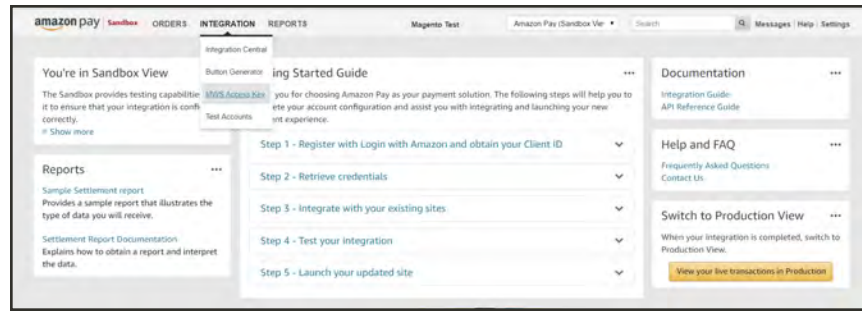 amazon pay Sandbox ORDERS INTEGRATION REPORTS Magento Test Amazon Pay (Sandbox Vie Search Messages Help Settings
Integration Central
Button Generator
MWS Access Key
Test Accounts
You're in Sandbox View
The Sandbox provides testing capabilitie
it to ensure that your integration is confi
correctly.
Show more
Reports
Sample Settlement report
Provides a sample report that illustrates the
type of data you will receive.
Settlement Report Documentation
Explains how to obtain a report and interpret
the data.
ing Started Guide
you for choosing Amazon Pay as your payment solution. The following steps will help you to
ete your account configuration and assist you with integrating and launching your new
nt experience.
Step 1 - Register with Login with Amazon and obtain your Client ID
Step 2 - Retrieve credentials
Step 3 - Integrate with your existing sites
Step 4 - Test your integration
Step 5 - Launch your updated site
Documentation
Integration Guide
API Reference Guide
Help and FAQ
Frequently Asked Questions
Contact Us
Switch to Production View
When your integration is completed, switch to
Production View.
View your live transactions in Production